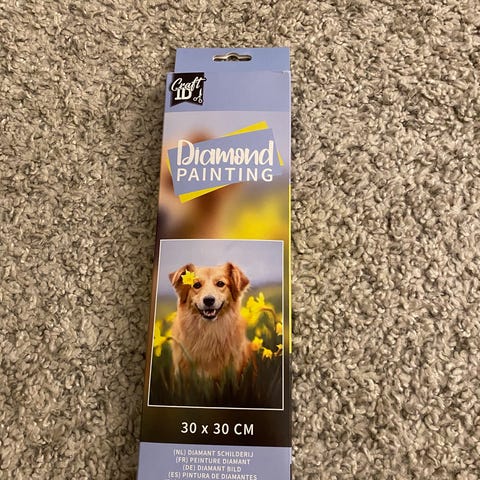 Craft
ID
Diamond
PAINTING
30 x 30 CM
(NL) DIAMANT SCHILDERIJ
(FR) PEINTURE DIAMANT
(DE) DIAMANT BILD
(ES) PINTURA DE DIAMANTES